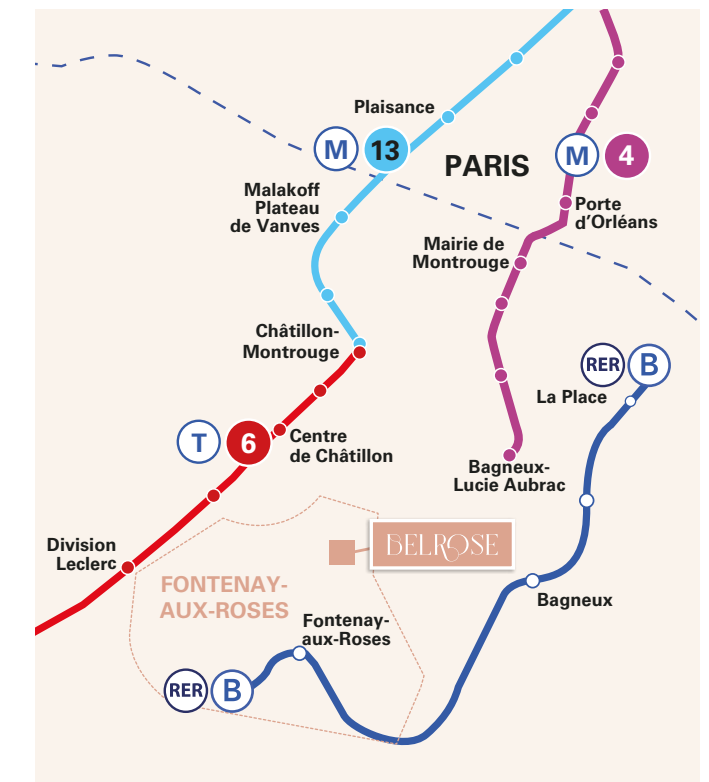 Plaisance
M
13
PARIS
M
4
Malakoff
Plateau
de Vanves
Porte
d'Orléans
Mairie de
Montrouge
Châtillon-
Montrouge
RER
B
La Place
T
6
Centre
de Châtillon
Bagneux-
Lucie Aubrac
BELROSE
Division
Leclerc
FONTENAY-
AUX-ROSES
Bagneux
Fontenay-
aux-Roses
RER
B